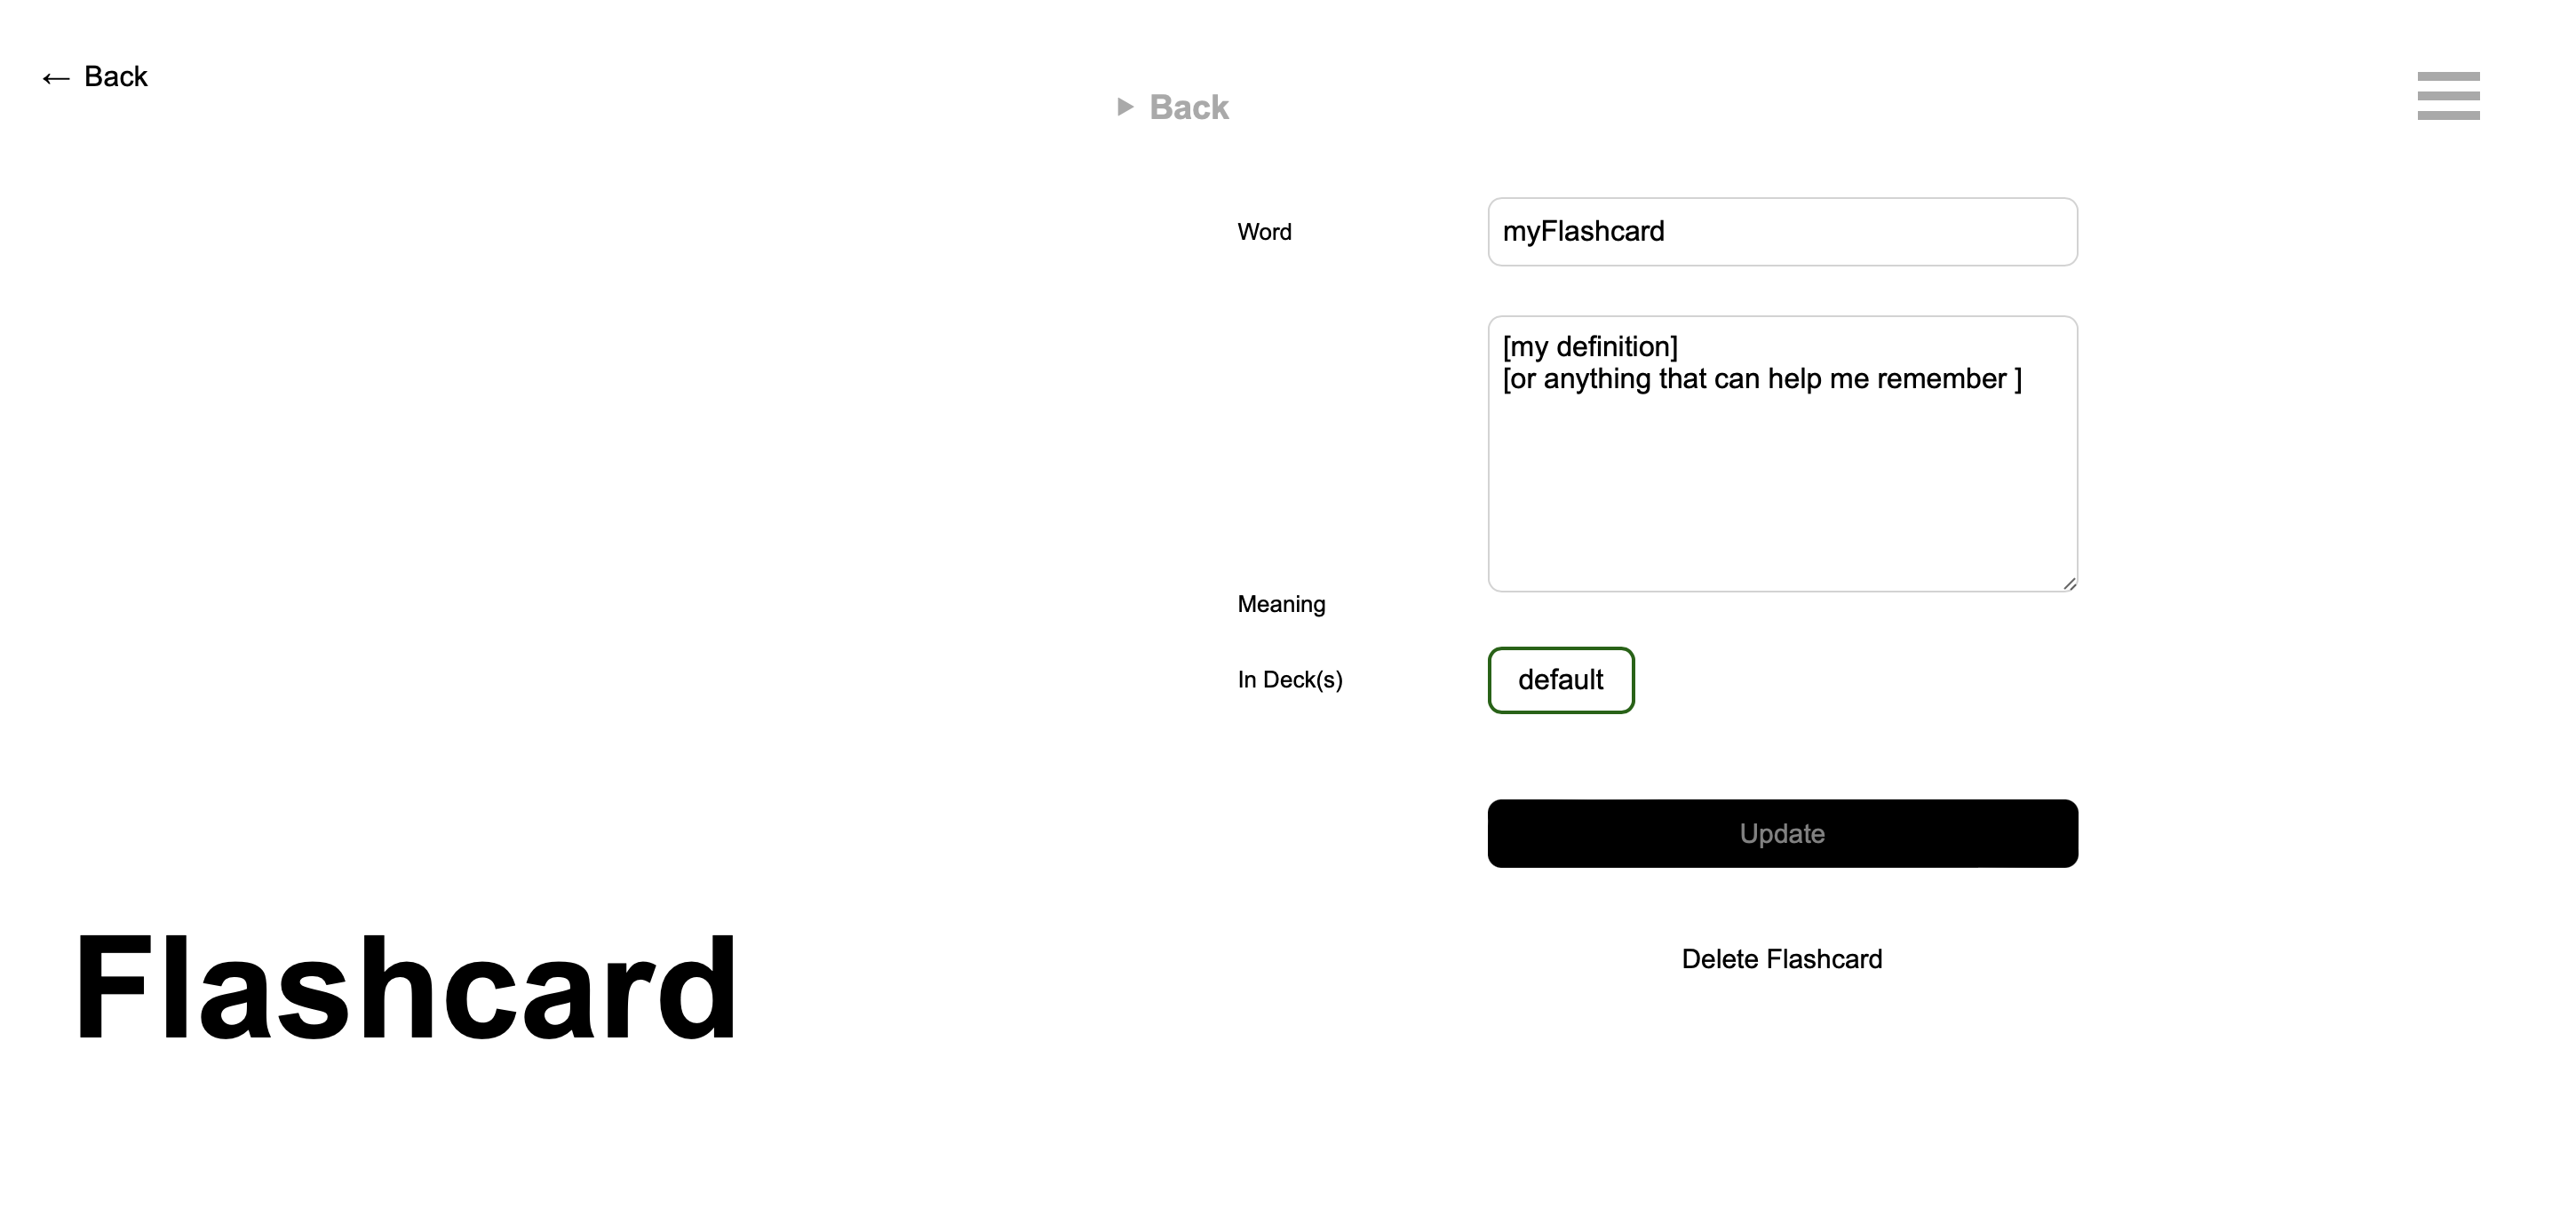 ← Back
▶ Back
Word
myFlashcard
[my definition]
[or anything that can help me remember ]
Meaning
In Deck(s)
default
Update
Delete Flashcard
Flashcard